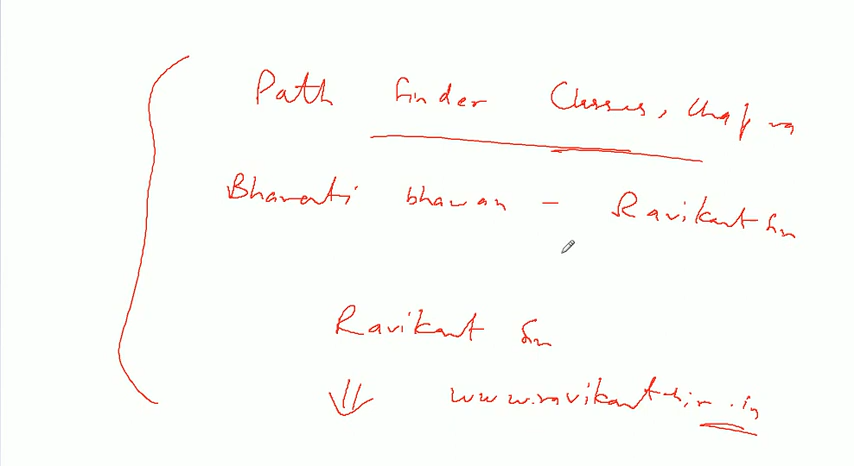 Path finder Classes, Chapra
Bharati bhawan - Ravikant Sir
Ravikant Sir
www.ravikantsir.in